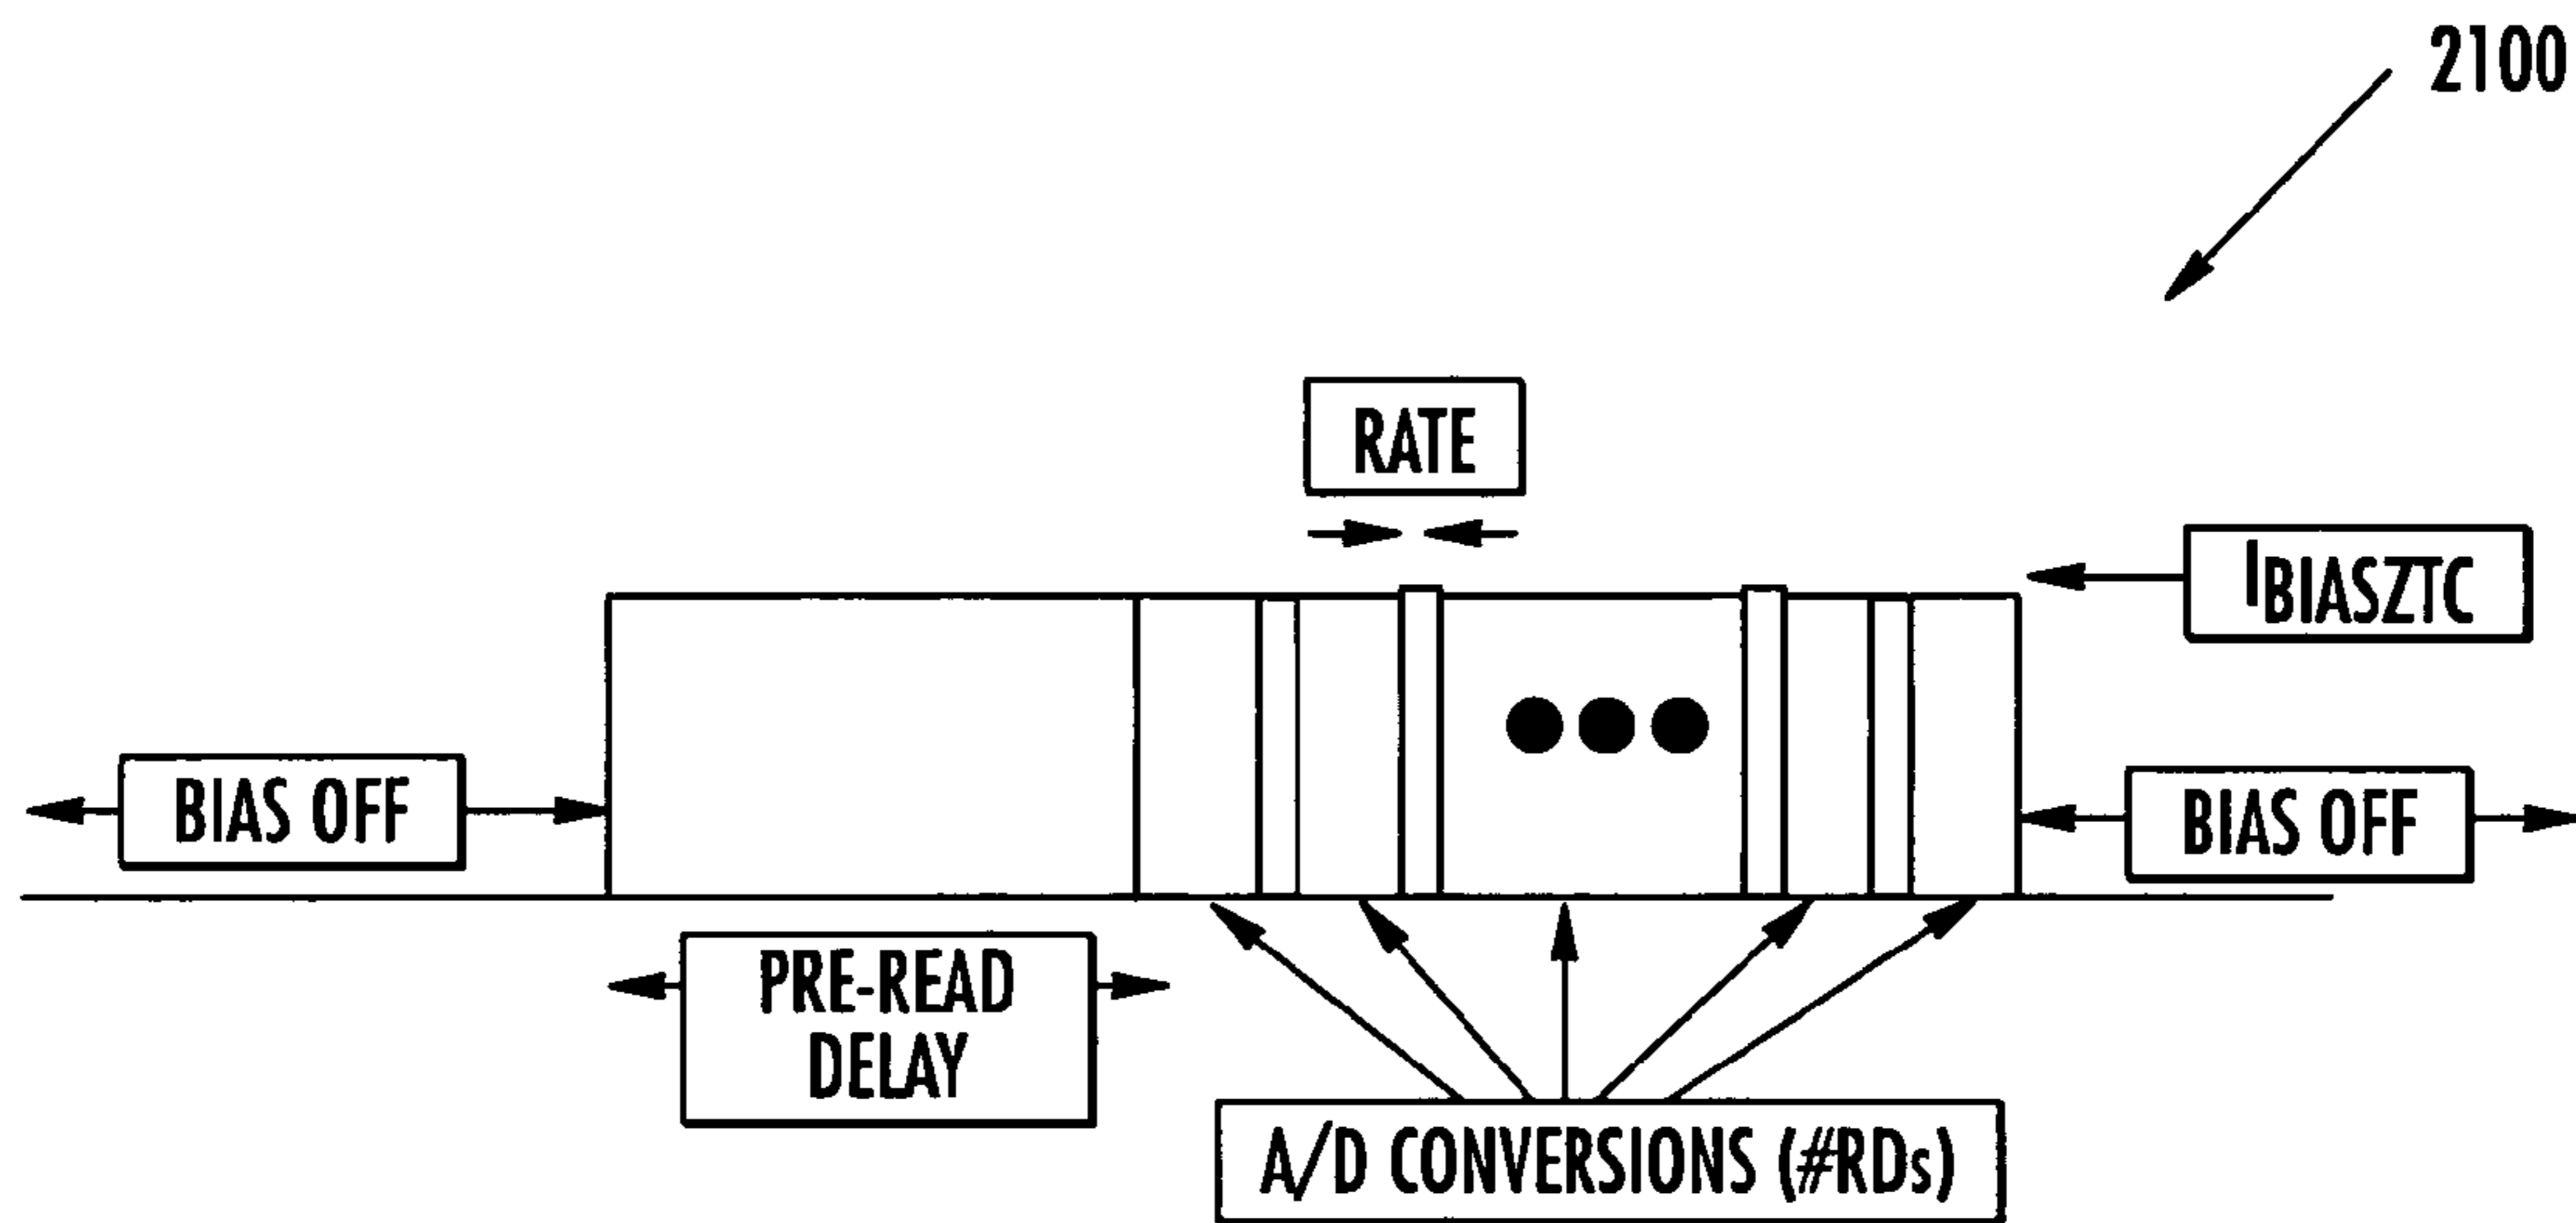 2100
RATE
IBIASZTC
BIAS OFF
BIAS OFF
PRE-READ
DELAY
A/D CONVERSIONS (#RDs)